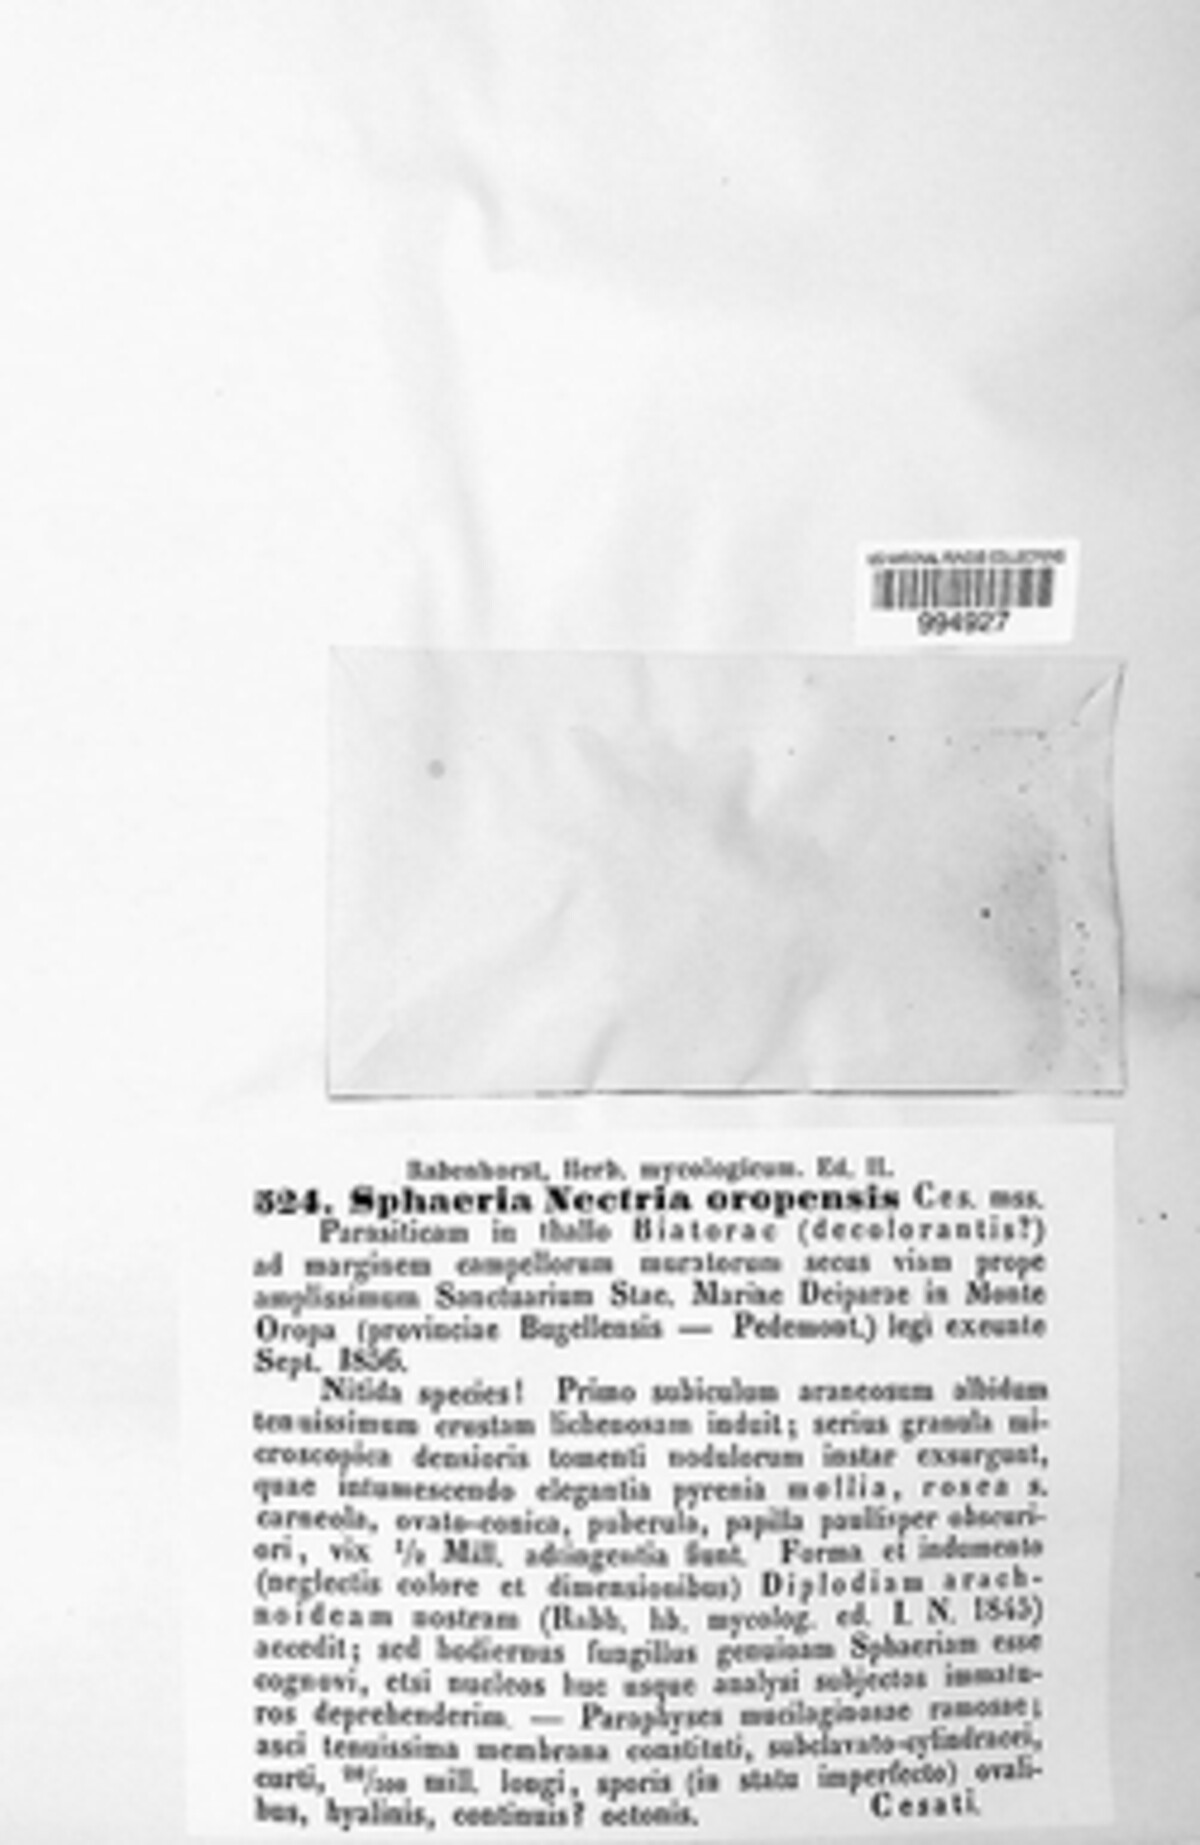 US NATIONAL FUNGUS COLLECTIONS
994927
Rabenhorst, Herb. mycologicum. Ed. II.
524. Sphaeria Nectria oropensis Ces. mss.
Parasiticam in thallo Biatorae (decolorantis?)
ad marginem campellorum muratorum secus viam prope
amplissimum Sanctuarium Stae. Mariae Deiparae in Monte
Oropa (provinciae Bugellensis — Pedemont.) legi exeunte
Sept. 1856.
Nitida species! Primo subiculum araneosum albidum
tenuissimum crustam lichenosam induit; serius granula mi-
croscopica densioris tomenti nodulorum instar exsurgunt,
quae intumescendo elegantia pyrenia mollia, rosea s.
carneola, ovato-conica, puberula, papilla paullisper obscuri-
ori, vix 1/2 Mill. adtingentia fiunt. Forma et indumento
(neglectis colore et dimensionibus) Diplodiam arach-
noideam nostram (Rabh. hb. mycolog. ed. I. N. 1845)
accedit; sed hodiernus fungillus genuinam Sphaeriam esse
cognovi, etsi nucleos huc usque analysi subjectos immatu-
ros deprehenderim. — Paraphyses mucilaginosae ramosae;
asci tenuissima membrana constituti, subclavato-cylindracei,
curti, mill. longi, sporis (in statu imperfecto) ovali-
bus, hyalinis, continuis? octonis. Cesati.